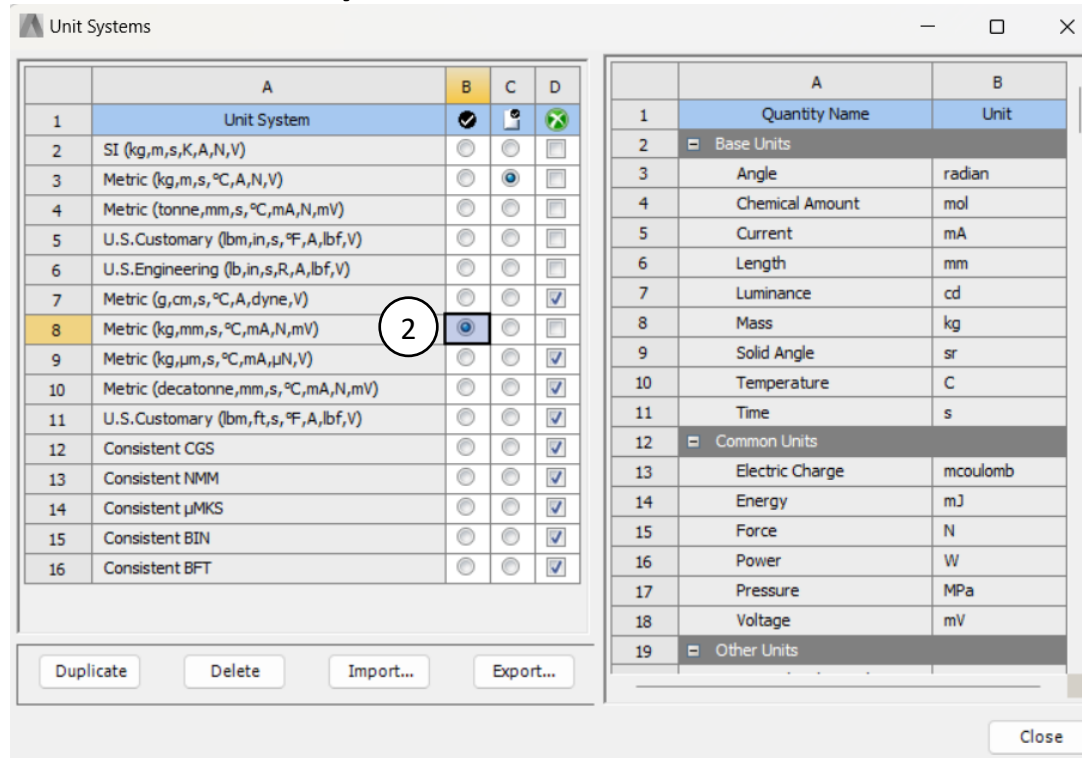 Unit Systems
A B C D
1 Unit System
2 SI (kg,m,s,K,A,N,V)
3 Metric (kg,m,s,°C,A,N,V)
4 Metric (tonne,mm,s,°C,mA,N,mV)
5 U.S.Customary (lbm,in,s,°F,A,lbf,V)
6 U.S.Engineering (lb,in,s,R,A,lbf,V)
7 Metric (g,cm,s,°C,A,dyne,V)
8 Metric (kg,mm,s,°C,mA,N,mV) 2
9 Metric (kg,µm,s,°C,mA,µN,V)
10 Metric (decatonne,mm,s,°C,mA,N,mV)
11 U.S.Customary (lbm,ft,s,°F,A,lbf,V)
12 Consistent CGS
13 Consistent NMM
14 Consistent µMKS
15 Consistent BIN
16 Consistent BFT
Duplicate Delete Import... Export...
A B
1 Quantity Name Unit
2 Base Units
3 Angle radian
4 Chemical Amount mol
5 Current mA
6 Length mm
7 Luminance cd
8 Mass kg
9 Solid Angle sr
10 Temperature C
11 Time s
12 Common Units
13 Electric Charge mcoulomb
14 Energy mJ
15 Force N
16 Power W
17 Pressure MPa
18 Voltage mV
19 Other Units
Close